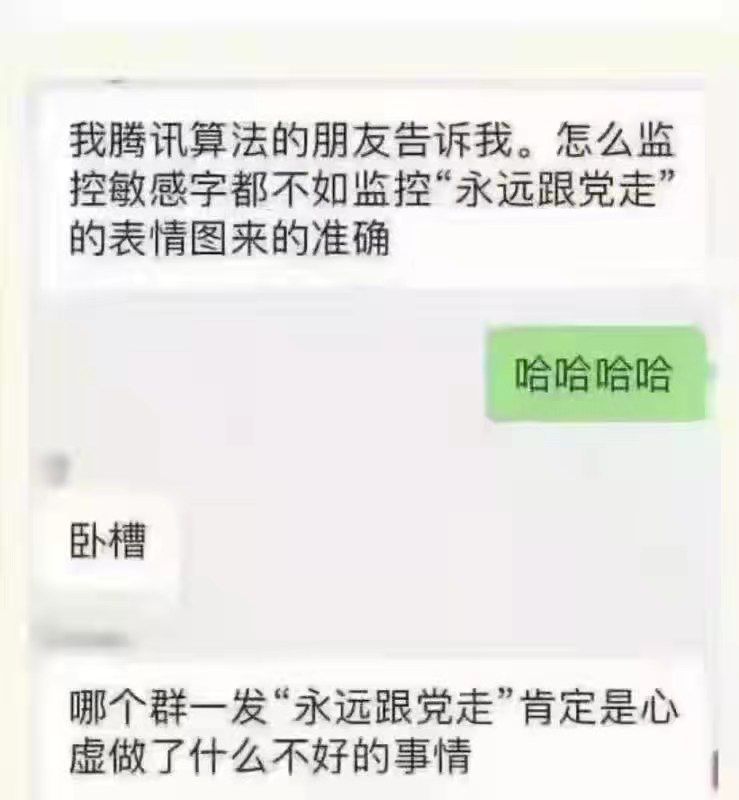 我腾讯算法的朋友告诉我。怎么监
控敏感字都不如监控“永远跟党走”
的表情图来的准确
哈哈哈哈
卧槽
哪个群一发“永远跟党走”肯定是心
虚做了什么不好的事情